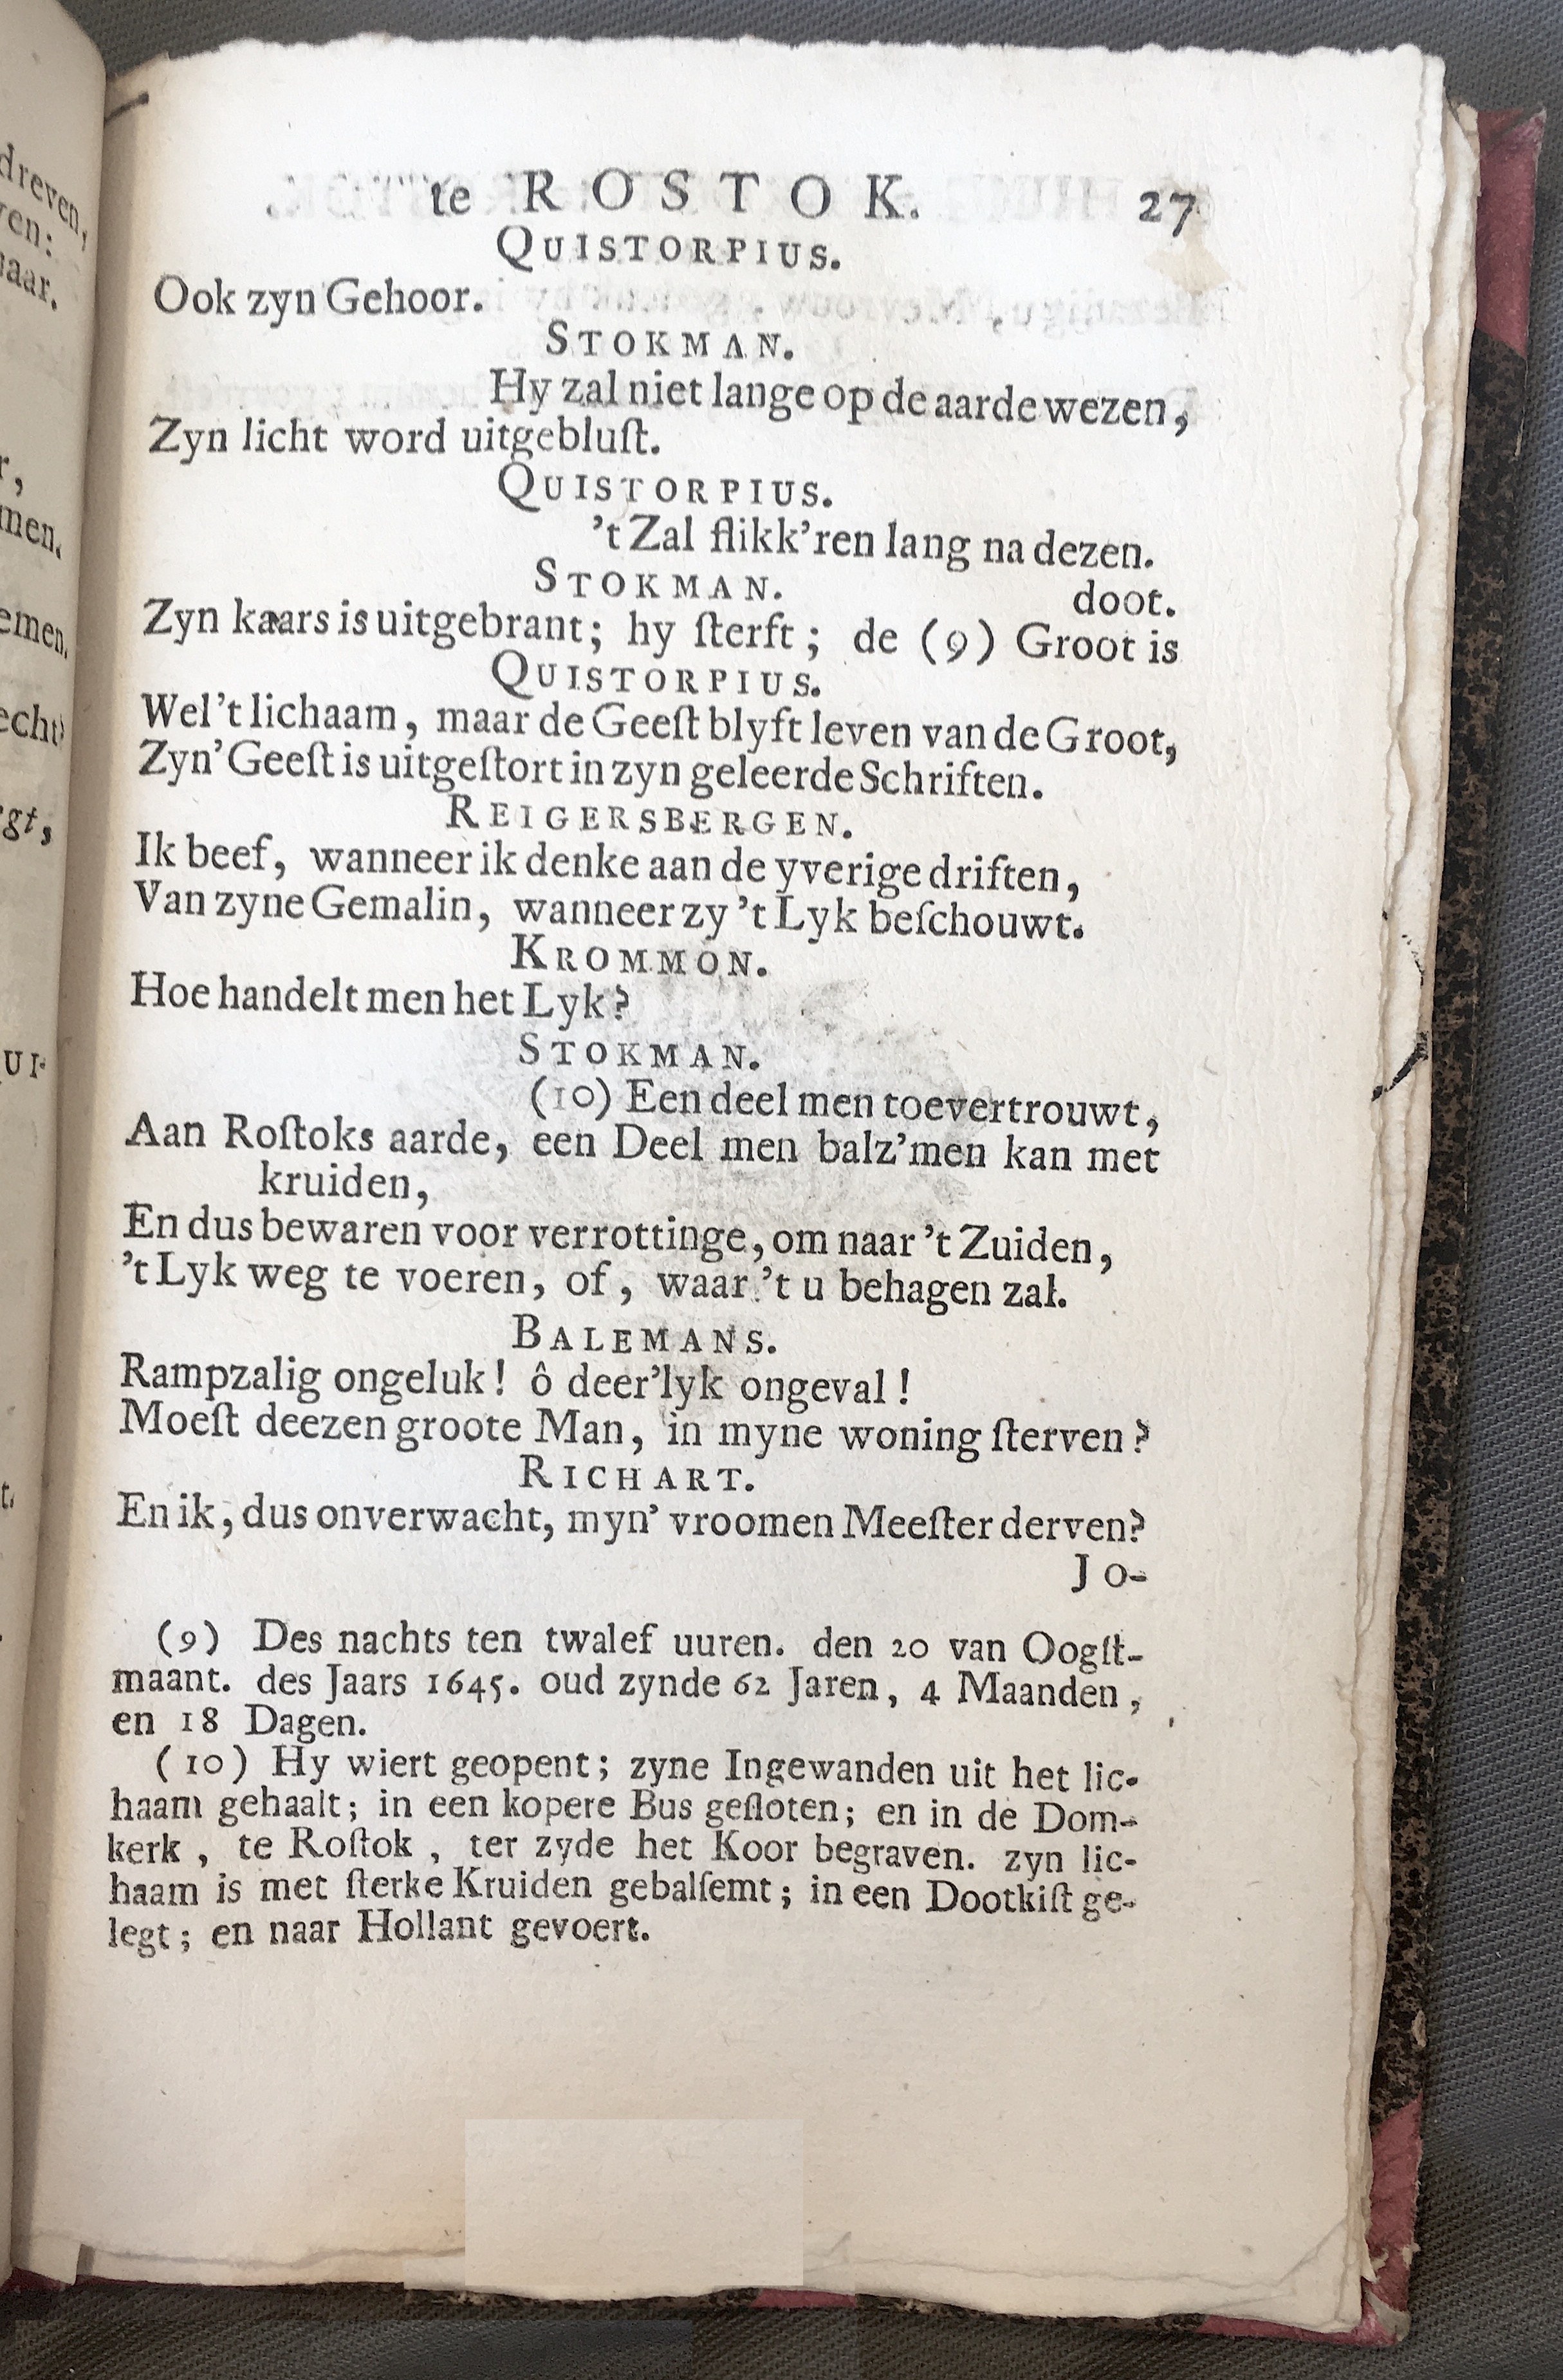 te ROSTOK. 27
QUISTORPIUS.
Ook zyn Gehoor.
STOKMAN.
Hy zal niet lange op de aarde wezen,
Zyn licht word uitgebluſt.
QUISTORPIUS.
't Zal flikk'ren lang na dezen.
STOKMAN.
doot.
Zyn kaars is uitgebrant; hy ſterft; de (9) Groot is
QUISTORPIUS.
Wel 't lichaam, maar de Geeſt blyft leven van de Groot,
Zyn' Geeſt is uitgeſtort in zyn geleerde Schriften.
REIGERSBERGEN.
Ik beef, wanneer ik denke aan de yverige driften,
Van zyne Gemalin, wanneer zy 't Lyk beſchouwt.
KROMMON.
Hoe handelt men het Lyk?
STOKMAN.
(10) Een deel men toevertrouwt,
Aan Roſtoks aarde, een Deel men balz'men kan met
kruiden,
En dus bewaren voor verrottinge, om naar 't Zuiden,
't Lyk weg te voeren, of, waar 't u behagen zal.
BALEMANS.
Rampzalig ongeluk! ô deer'lyk ongeval!
Moeſt deezen groote Man, in myne woning ſterven?
RICHART.
En ik, dus onverwacht, myn' vroomen Meeſter derven?
JO-
(9) Des nachts ten twalef uuren. den 20 van Oogſt-
maant. des Jaars 1645. oud zynde 62 Jaren, 4 Maanden,
en 18 Dagen.
(10) Hy wiert geopent; zyne Ingewanden uit het lic-
haam gehaalt; in een kopere Bus geſloten; en in de Dom-
kerk, te Roſtok, ter zyde het Koor begraven. zyn lic-
haam is met ſterke Kruiden gebalſemt; in een Dootkiſt ge-
legt; en naar Hollant gevoert.
dreven,
ven:
aar.
r,
men.
emen.
echt
gt,
UI-
t.